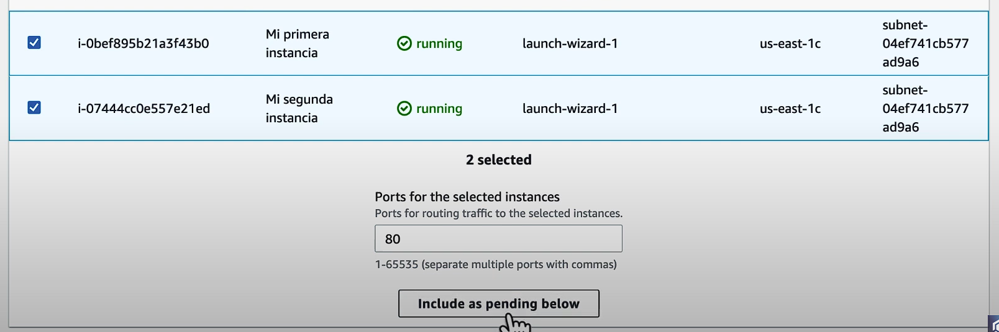 i-0bef895b21a3f43b0 Mi primera instancia running launch-wizard-1 us-east-1c subnet-04ef741cb577ad9a6
i-07444cc0e557e21ed Mi segunda instancia running launch-wizard-1 us-east-1c subnet-04ef741cb577ad9a6
2 selected
Ports for the selected instances
Ports for routing traffic to the selected instances.
80
1-65535 (separate multiple ports with commas)
Include as pending below